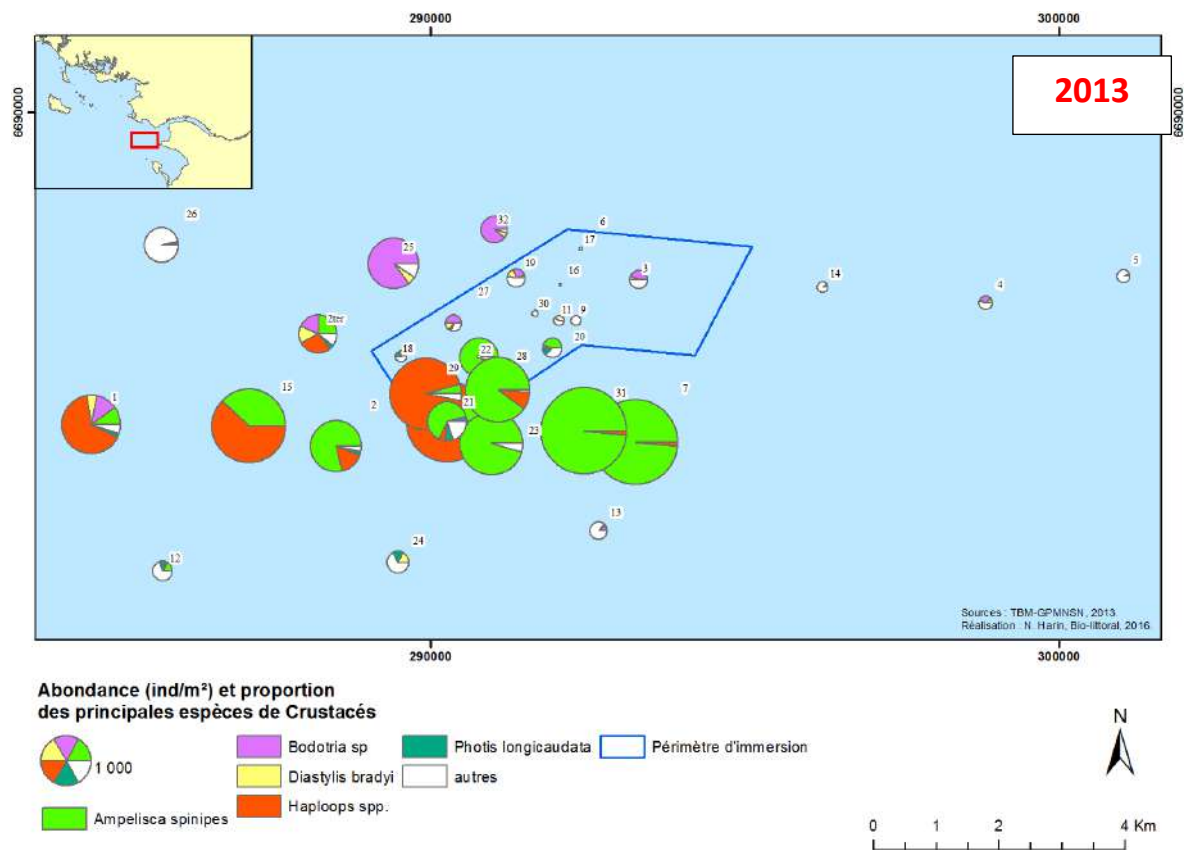 290000
300000
6690000
6690000
2013
26
32
6
25
17
19
3
16
14
5
4
27
30
11
9
2ter
20
18
22
28
29
1
15
2
21
31
7
23
13
24
12
Sources : TBM-GPMNSN, 2013.
Réalisation : N. Harin, Bio-littoral, 2016.
290000
300000
Abondance (ind/m²) et proportion
des principales espèces de Crustacés
1 000
Ampelisca spinipes
Bodotria sp
Diastylis bradyi
Haploops spp.
Photis longicaudata
autres
Périmètre d'immersion
N
0 1 2 4 Km